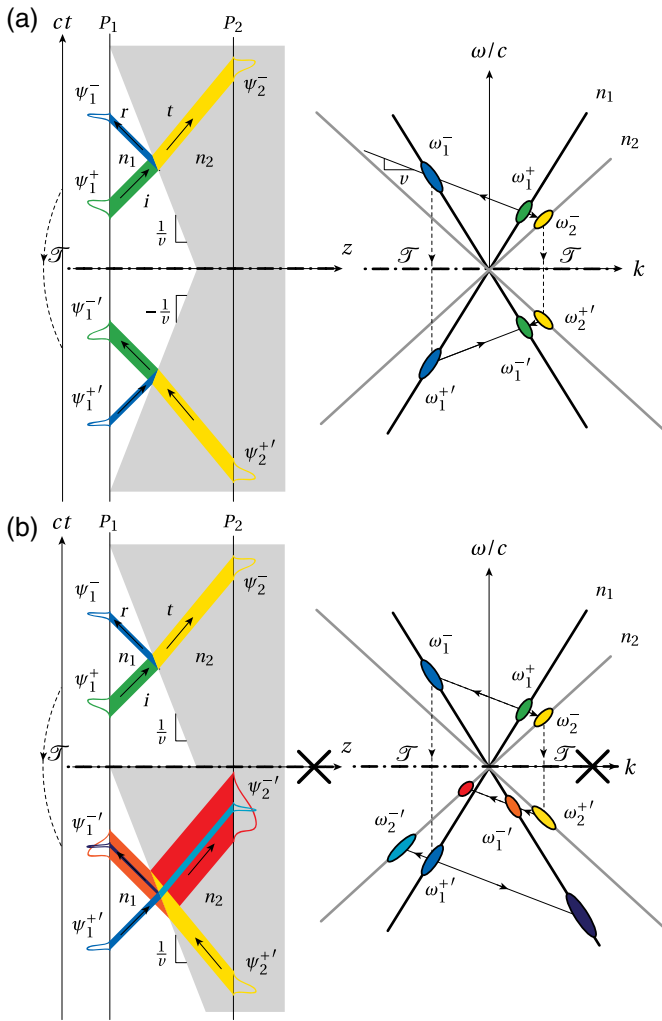 (a)
ct
P₁
P₂
ψ₁⁻
ψ₂⁻
r
t
n₁
n₂
ψ₁⁺
i
1/v
𝒯
z
−1/v
ψ₁⁻′
ψ₁⁺′
ψ₂⁺′
ω/c
n₁
n₂
ω₁⁻
ω₁⁺
v
ω₂⁻
𝒯
𝒯
k
ω₂⁺′
ω₁⁻′
ω₁⁺′
(b)
ct
P₁
P₂
ψ₁⁻
ψ₂⁻
r
t
n₁
n₂
ψ₁⁺
i
1/v
𝒯
z
ψ₂⁻′
ψ₁⁻′
n₁
n₂
ψ₁⁺′
1/v
ψ₂⁺′
ω/c
n₁
n₂
ω₁⁻
ω₁⁺
ω₂⁻
𝒯
𝒯
k
ω₂⁻′
ω₁⁻′
ω₂⁺′
ω₁⁺′